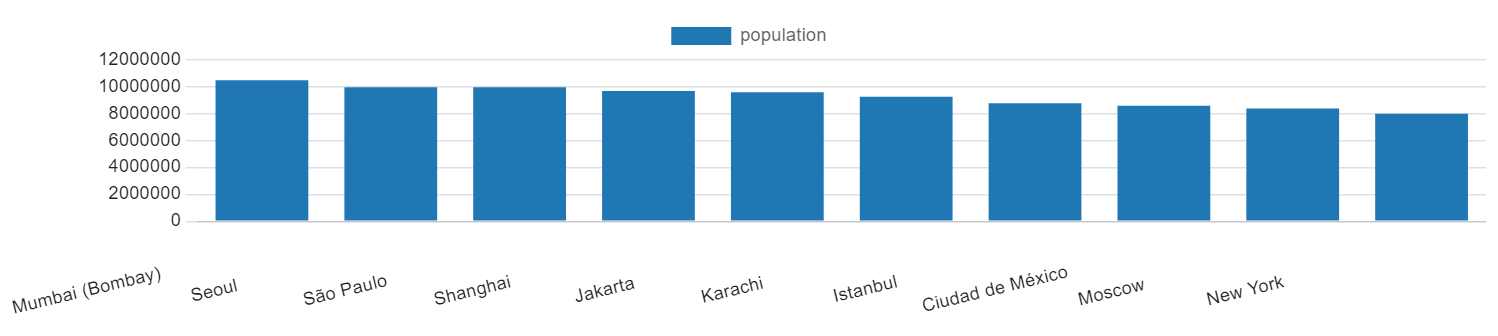 population
12000000
10000000
8000000
6000000
4000000
2000000
0
Mumbai (Bombay)
Seoul
São Paulo
Shanghai
Jakarta
Karachi
Istanbul
Ciudad de México
Moscow
New York